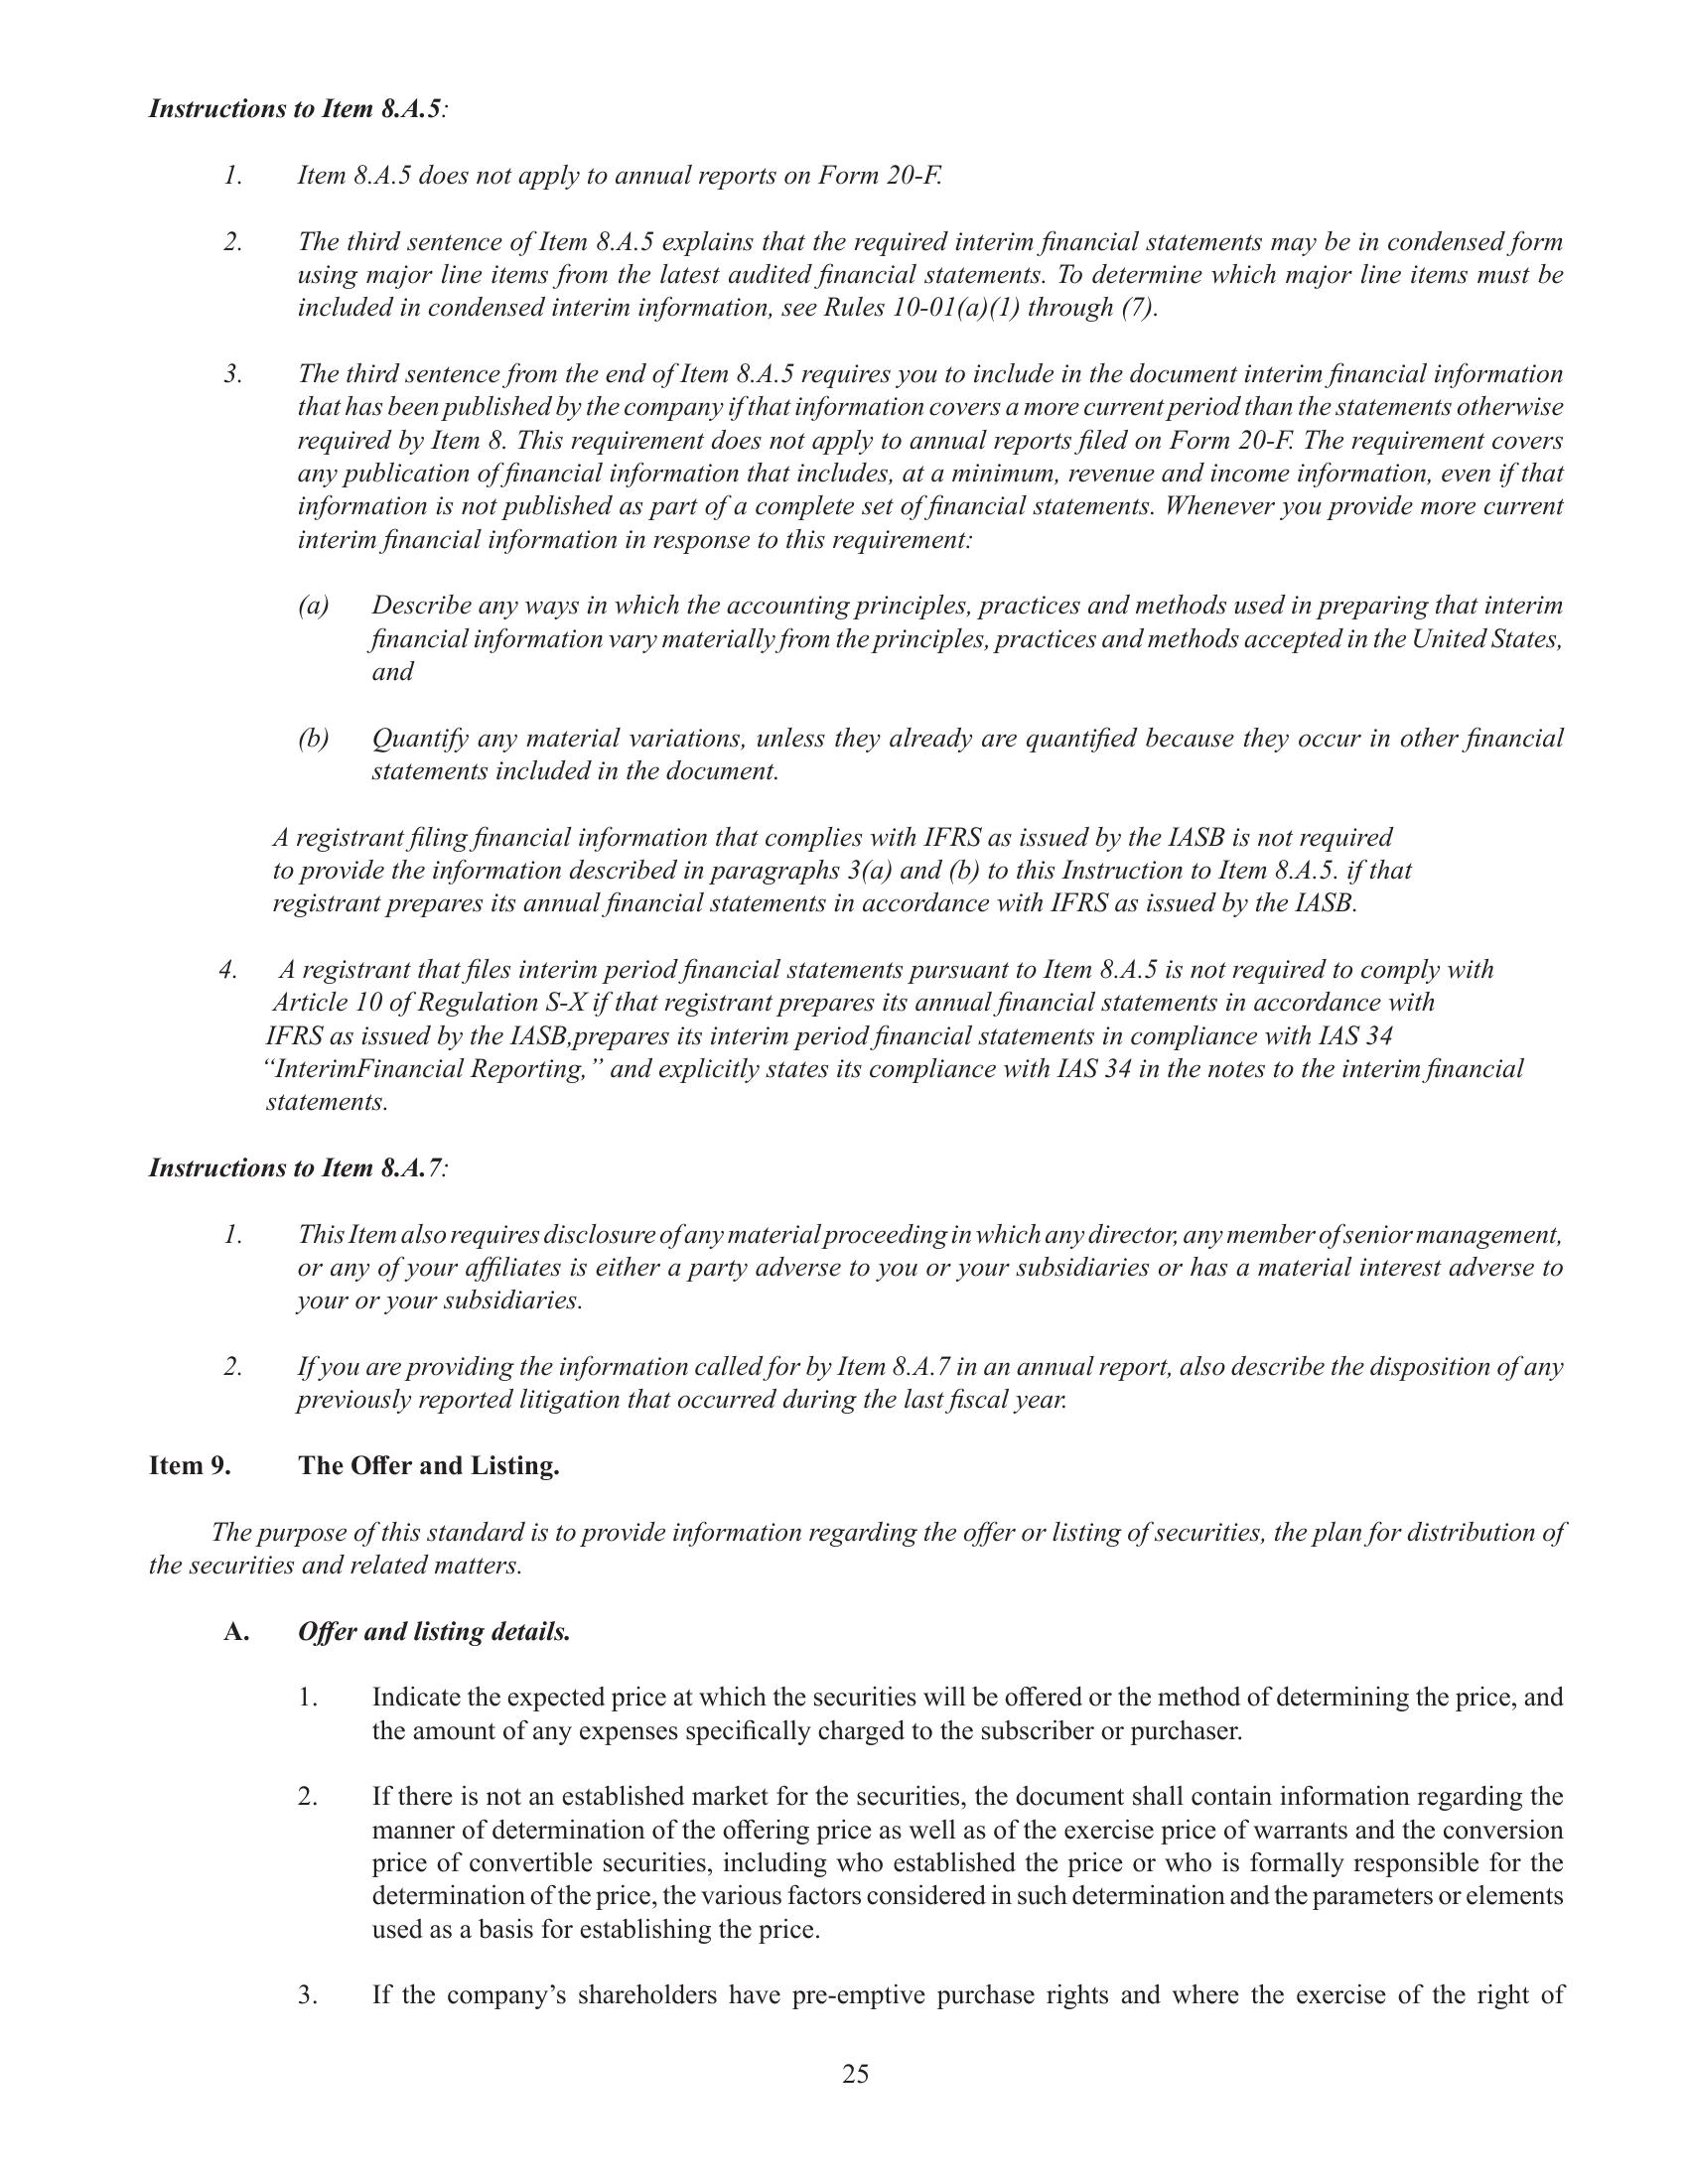 Instructions to Item 8.A.5:
1. Item 8.A.5 does not apply to annual reports on Form 20-F.
2. The third sentence of Item 8.A.5 explains that the required interim financial statements may be in condensed form
using major line items from the latest audited financial statements. To determine which major line items must be
included in condensed interim information, see Rules 10-01(a)(1) through (7).
3. The third sentence from the end of Item 8.A.5 requires you to include in the document interim financial information
that has been published by the company if that information covers a more current period than the statements otherwise
required by Item 8. This requirement does not apply to annual reports filed on Form 20-F. The requirement covers
any publication of financial information that includes, at a minimum, revenue and income information, even if that
information is not published as part of a complete set of financial statements. Whenever you provide more current
interim financial information in response to this requirement:
(a) Describe any ways in which the accounting principles, practices and methods used in preparing that interim
financial information vary materially from the principles, practices and methods accepted in the United States,
and
(b) Quantify any material variations, unless they already are quantified because they occur in other financial
statements included in the document.
A registrant filing financial information that complies with IFRS as issued by the IASB is not required
to provide the information described in paragraphs 3(a) and (b) to this Instruction to Item 8.A.5. if that
registrant prepares its annual financial statements in accordance with IFRS as issued by the IASB.
4. A registrant that files interim period financial statements pursuant to Item 8.A.5 is not required to comply with
Article 10 of Regulation S-X if that registrant prepares its annual financial statements in accordance with
IFRS as issued by the IASB,prepares its interim period financial statements in compliance with IAS 34
“InterimFinancial Reporting,” and explicitly states its compliance with IAS 34 in the notes to the interim financial
statements.
Instructions to Item 8.A.7:
1. This Item also requires disclosure of any material proceeding in which any director, any member of senior management,
or any of your affiliates is either a party adverse to you or your subsidiaries or has a material interest adverse to
your or your subsidiaries.
2. If you are providing the information called for by Item 8.A.7 in an annual report, also describe the disposition of any
previously reported litigation that occurred during the last fiscal year.
Item 9. The Offer and Listing.
The purpose of this standard is to provide information regarding the offer or listing of securities, the plan for distribution of
the securities and related matters.
A. Offer and listing details.
1. Indicate the expected price at which the securities will be offered or the method of determining the price, and
the amount of any expenses specifically charged to the subscriber or purchaser.
2. If there is not an established market for the securities, the document shall contain information regarding the
manner of determination of the offering price as well as of the exercise price of warrants and the conversion
price of convertible securities, including who established the price or who is formally responsible for the
determination of the price, the various factors considered in such determination and the parameters or elements
used as a basis for establishing the price.
3. If the company’s shareholders have pre-emptive purchase rights and where the exercise of the right of
25